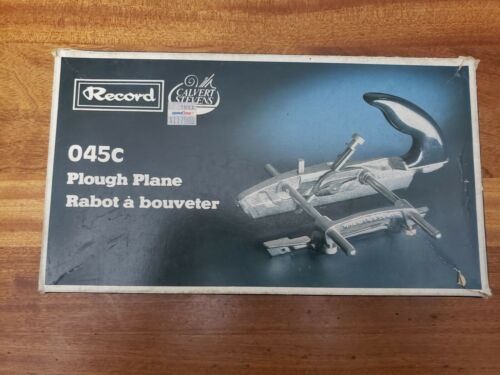 Record
CALVERT
STEVENS
045c
Plough Plane
Rabot à bouveter